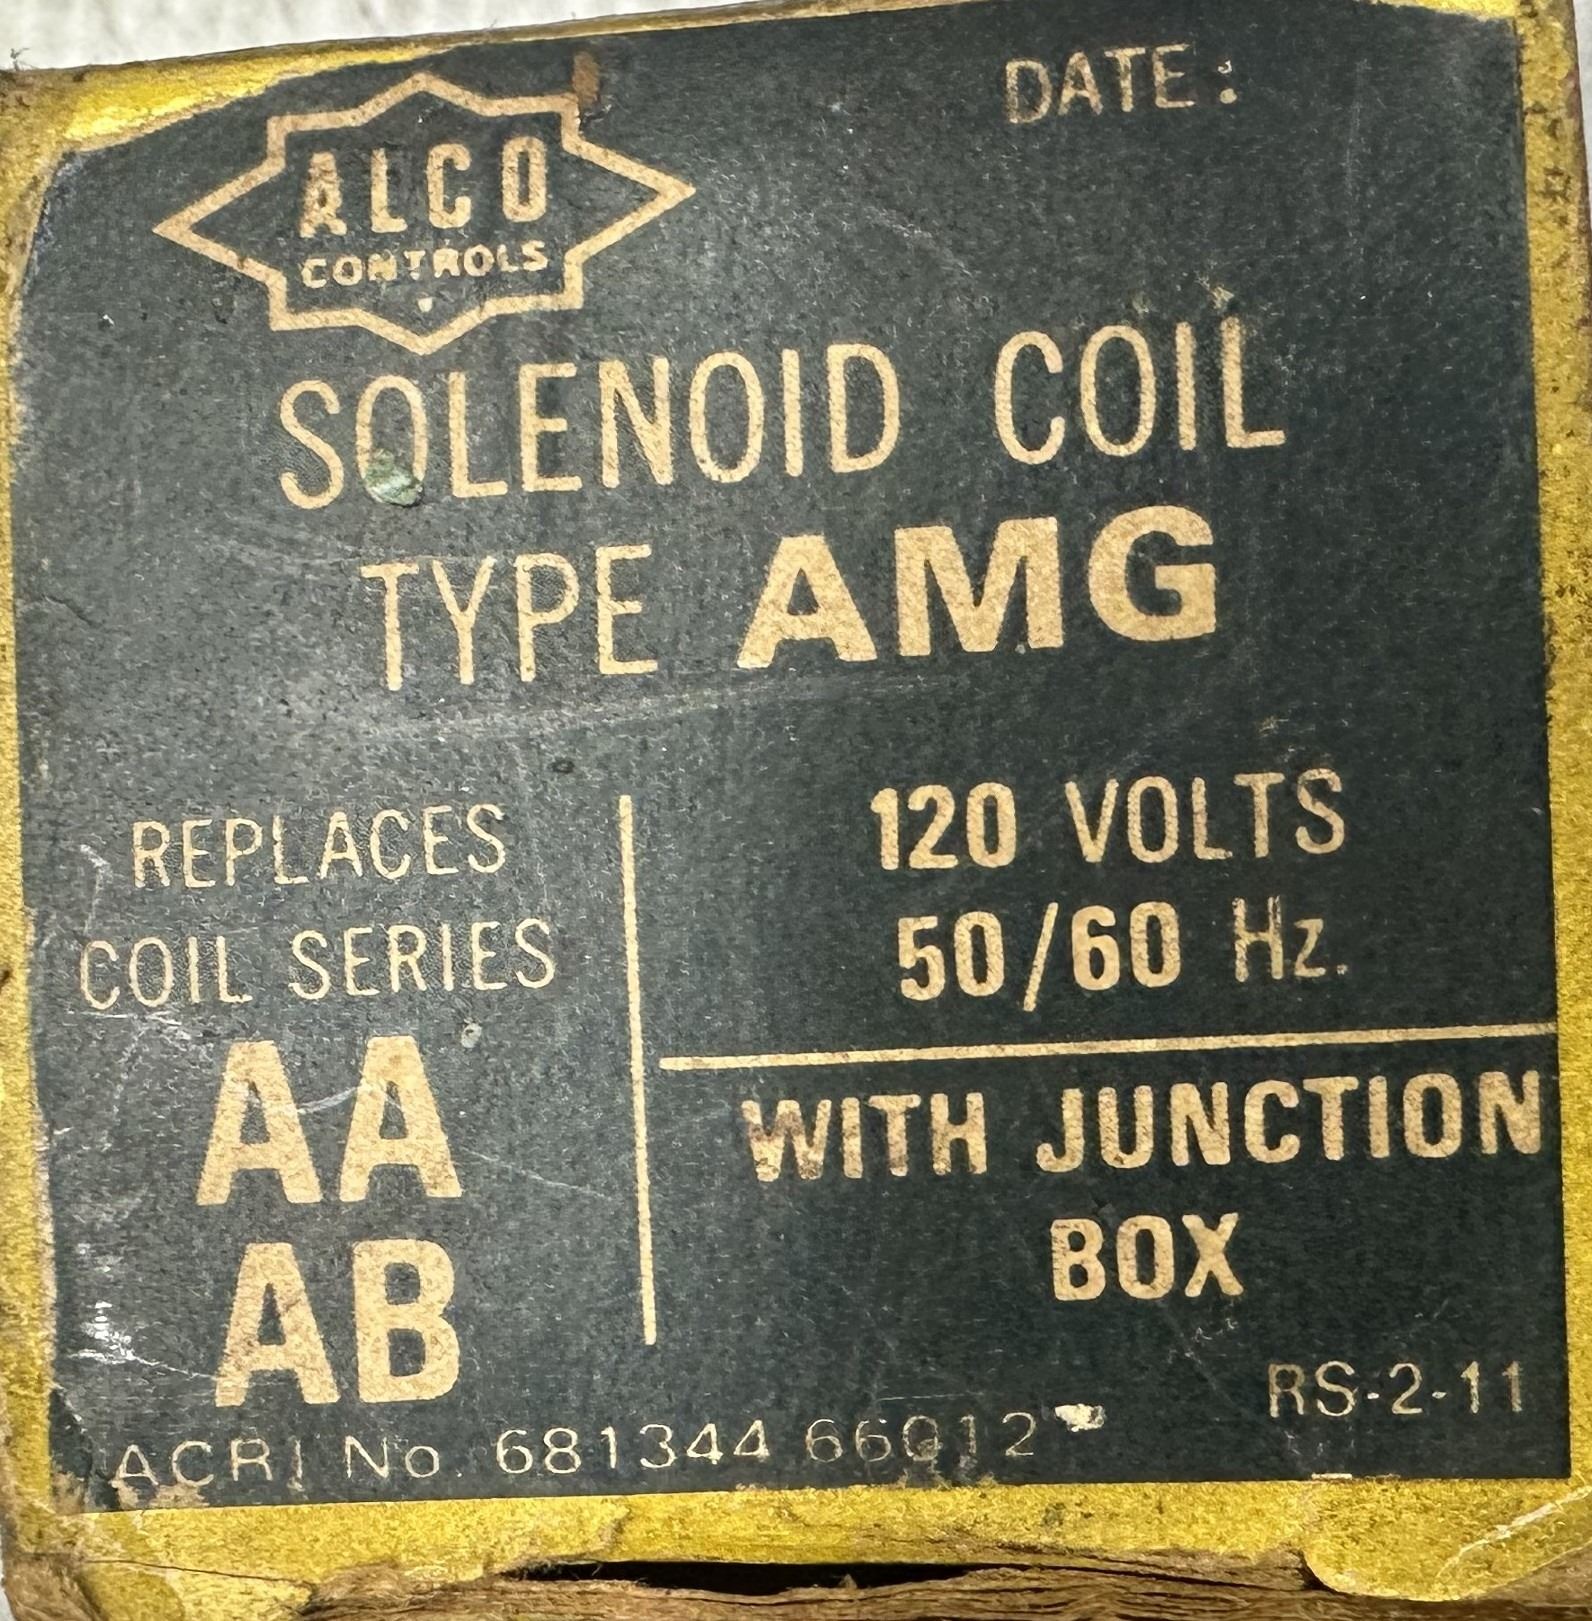 ALCO
CONTROLS
DATE:
SOLENOID COIL
TYPE AMG
REPLACES
COIL SERIES
AA
AB
120 VOLTS
50/60 Hz.
WITH JUNCTION
BOX
RS-2-11
ACRI No. 681344 66012